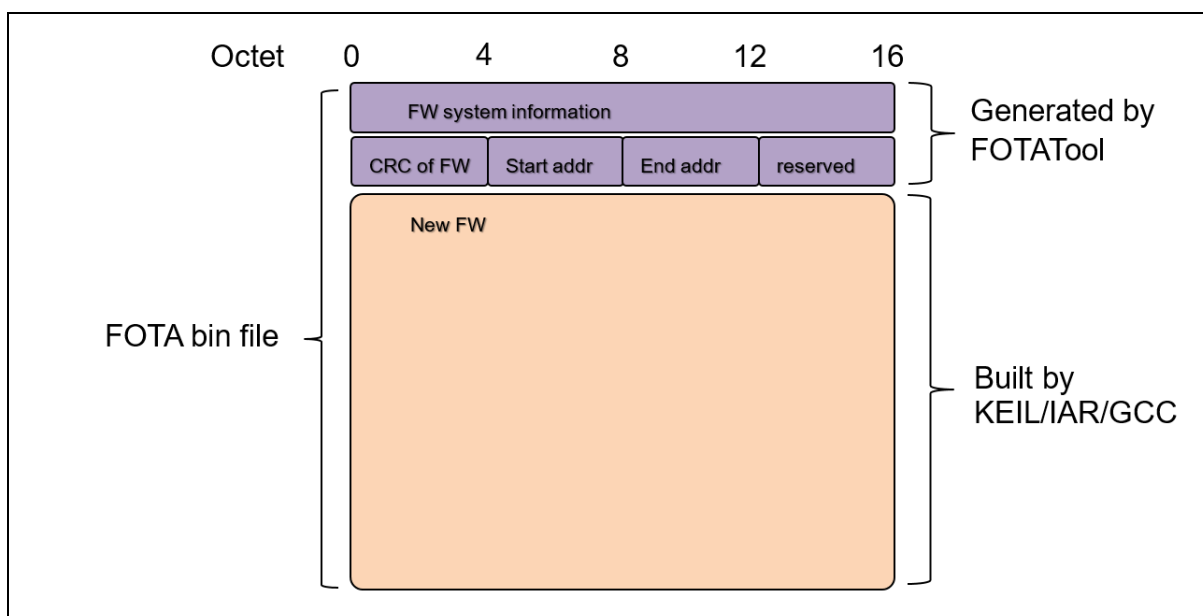 Octet 0 4 8 12 16
FW system information
Generated by
FOTATool
CRC of FW Start addr End addr reserved
New FW
FOTA bin file
Built by
KEIL/IAR/GCC